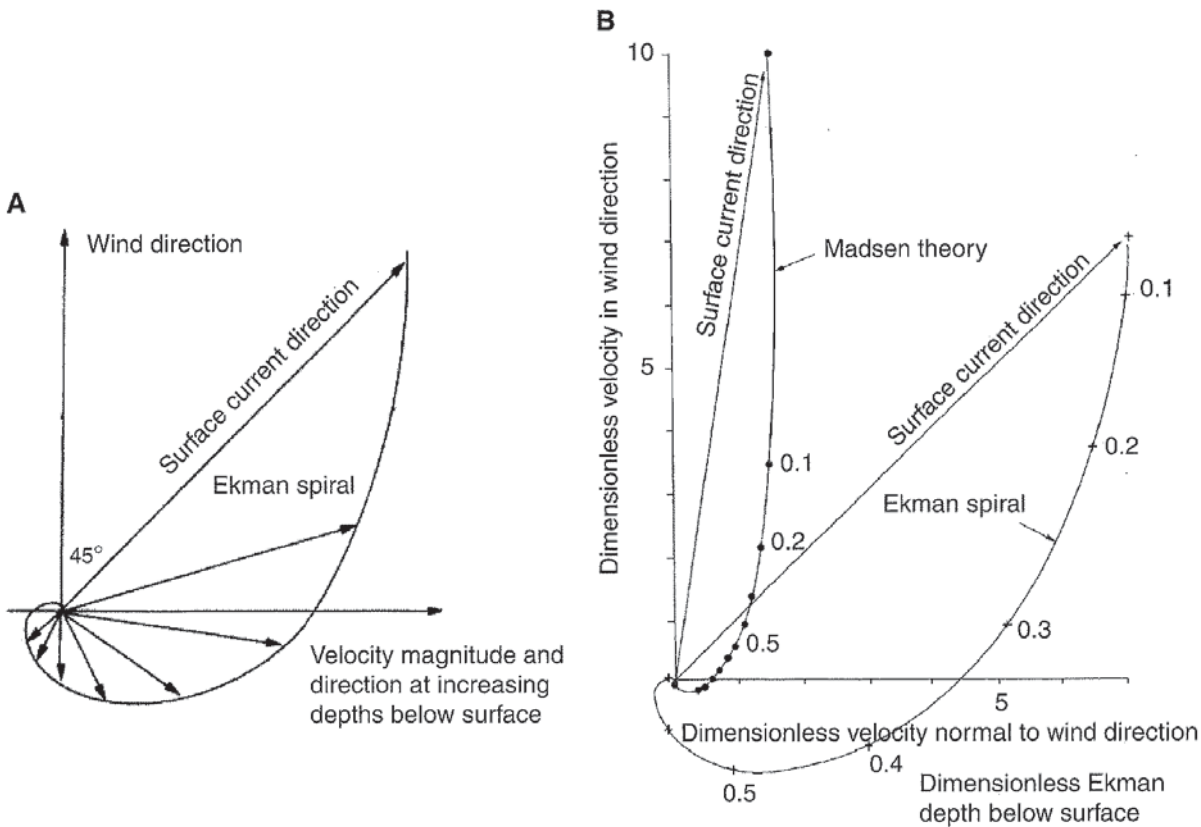 A
Wind direction
Surface current direction
Ekman spiral
45°
Velocity magnitude and
direction at increasing
depths below surface
B
10
5
Dimensionless velocity in wind direction
Surface current direction
Madsen theory
0.1
0.2
0.5
Surface current direction
0.1
0.2
Ekman spiral
0.3
5
Dimensionless velocity normal to wind direction
0.4
0.5
Dimensionless Ekman
depth below surface